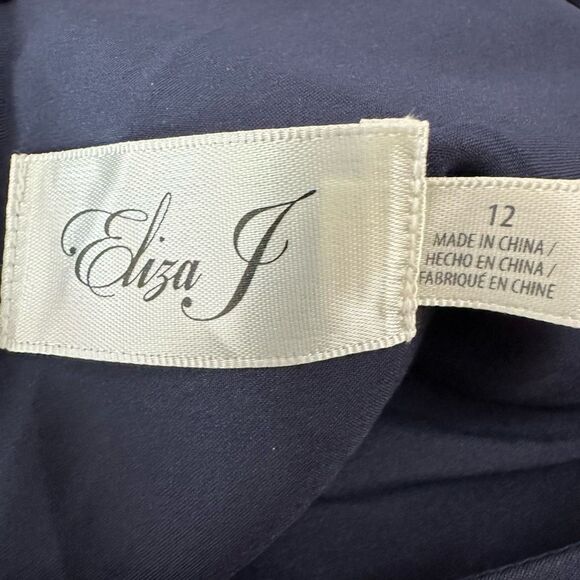 Eliza J
12
MADE IN CHINA /
HECHO EN CHINA /
FABRIQUÉ EN CHINE